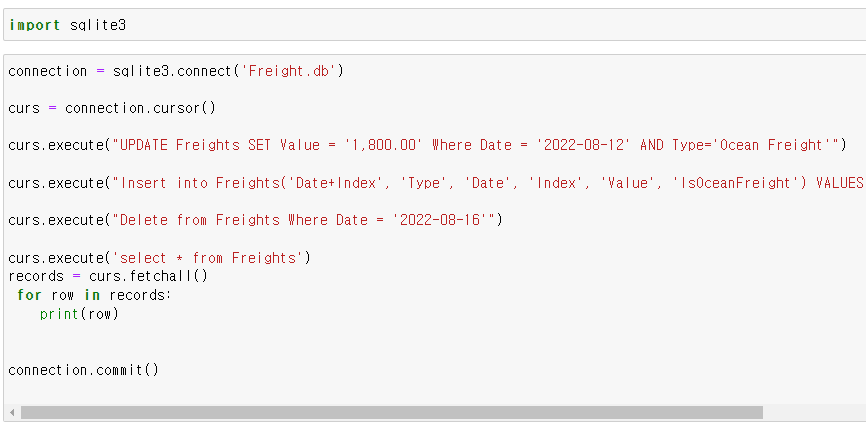 import sqlite3
connection = sqlite3.connect('Freight.db')
curs = connection.cursor()
curs.execute("UPDATE Freights SET Value = '1,800.00' Where Date = '2022-08-12' AND Type='Ocean Freight'")
curs.execute("Insert into Freights('Date+Index', 'Type', 'Date', 'Index', 'Value', 'IsOceanFreight') VALUES
curs.execute("Delete from Freights Where Date = '2022-08-16'")
curs.execute('select * from Freights')
records = curs.fetchall()
for row in records:
print(row)
connection.commit()